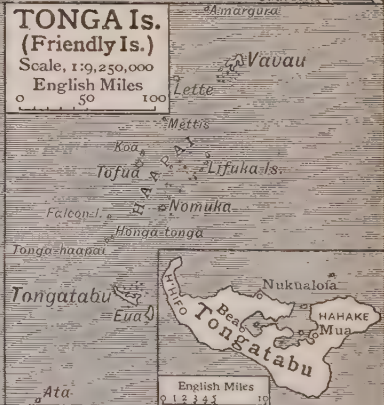 TONGA Is.
(Friendly Is.)
Scale, 1:9,250,000
English Miles
0 50 100
Amargura
Vavau
Lette
Mettis
Koa
Tofua
HAAPAI
Lifuka Is.
Nomuka
Falcon I.
Honga-tonga
Tonga-haapai
Tongatabu
Eua
Ata
Nukualofa
H'HIFO
Bea
HAHAKE
Mua
Tongatabu
English Miles
0 1 2 3 4 5 10